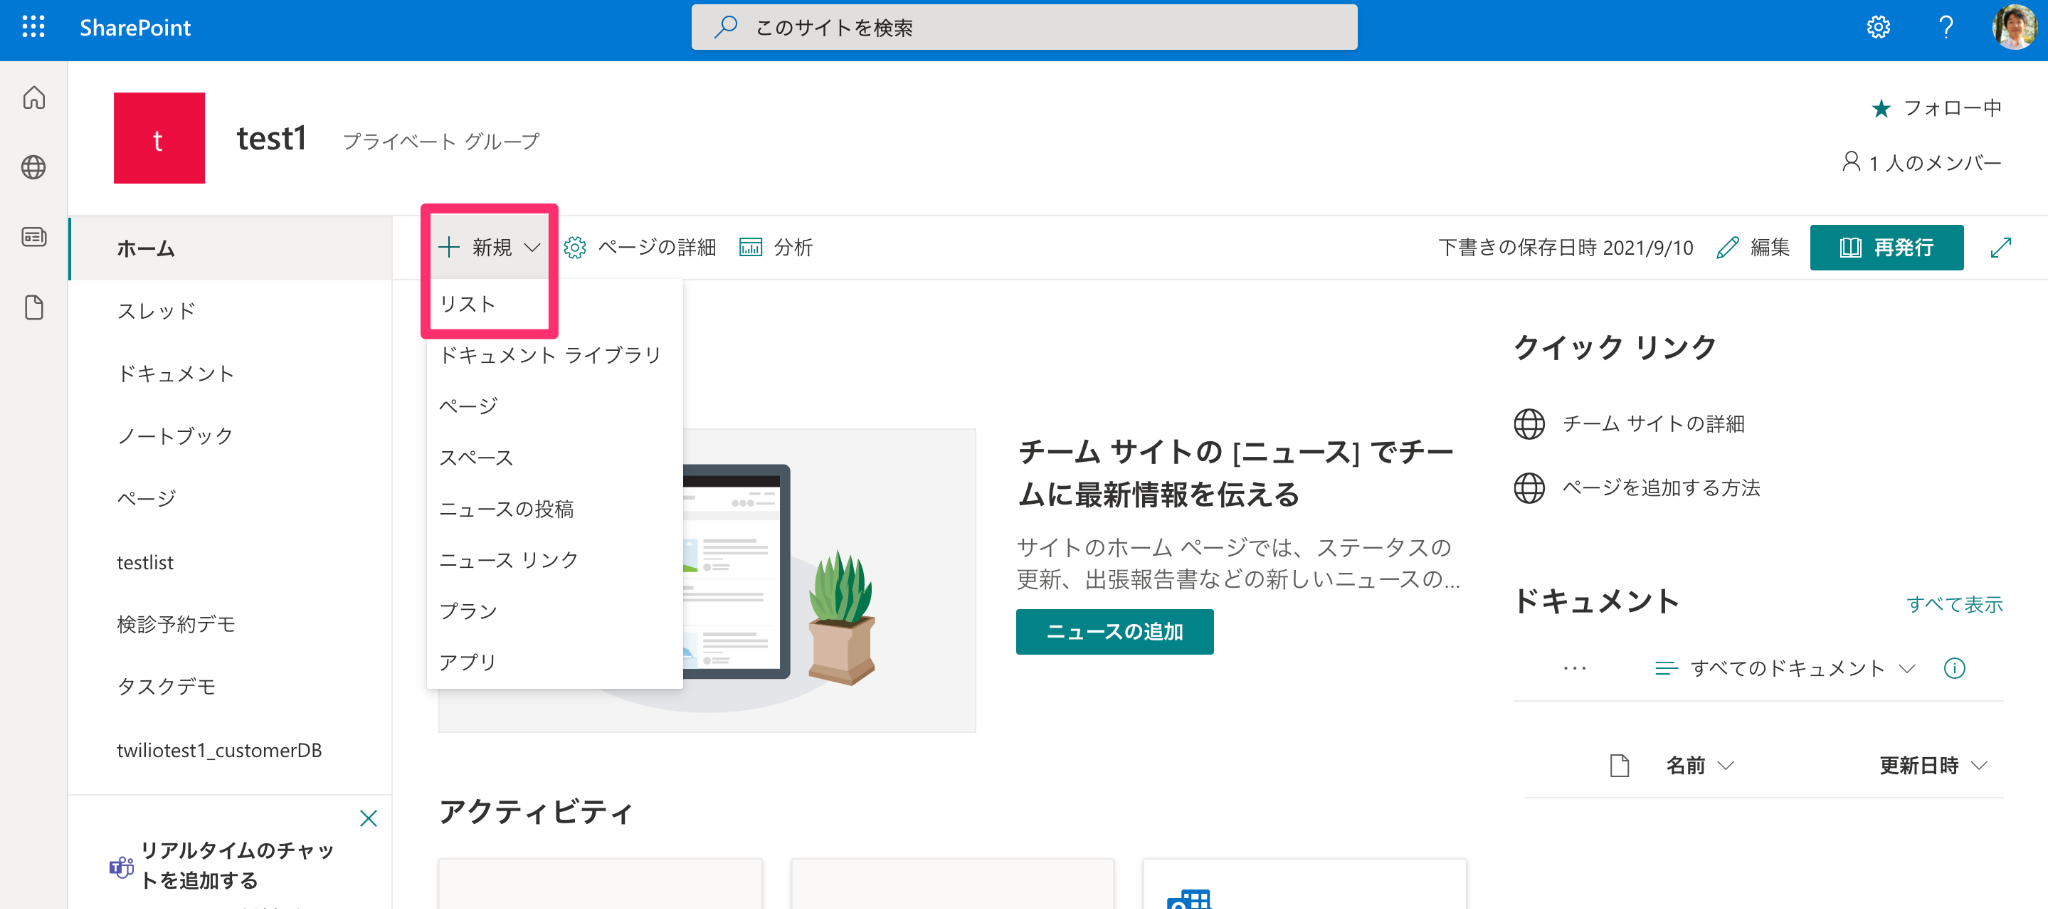 SharePoint
このサイトを検索
t
test1
プライベート グループ
フォロー中
1 人のメンバー
ホーム
スレッド
ドキュメント
ノートブック
ページ
testlist
検診予約デモ
タスクデモ
twiliotest1_customerDB
リアルタイムのチャッ
トを追加する
新規
ページの詳細
分析
下書きの保存日時 2021/9/10
編集
再発行
リスト
ドキュメント ライブラリ
ページ
スペース
ニュースの投稿
ニュース リンク
プラン
アプリ
チーム サイトの [ニュース] でチー
ムに最新情報を伝える
サイトのホーム ページでは、ステータスの
更新、出張報告書などの新しいニュースの...
ニュースの追加
アクティビティ
クイック リンク
チーム サイトの詳細
ページを追加する方法
ドキュメント
すべて表示
すべてのドキュメント
名前
更新日時